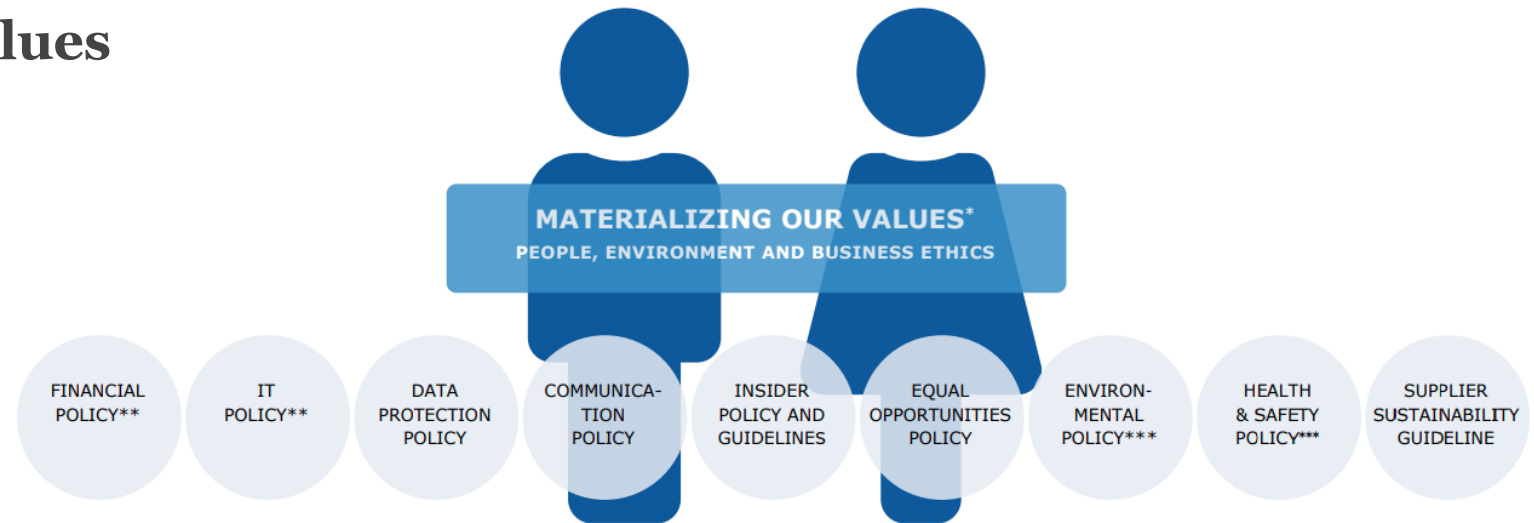 lues
MATERIALIZING OUR VALUES*
PEOPLE, ENVIRONMENT AND BUSINESS ETHICS
FINANCIAL
POLICY**
IT
POLICY**
DATA
PROTECTION
POLICY
COMMUNICA-
TION
POLICY
INSIDER
POLICY AND
GUIDELINES
EQUAL
OPPORTUNITIES
POLICY
ENVIRON-
MENTAL
POLICY***
HEALTH
& SAFETY
POLICY***
SUPPLIER
SUSTAINABILITY
GUIDELINE